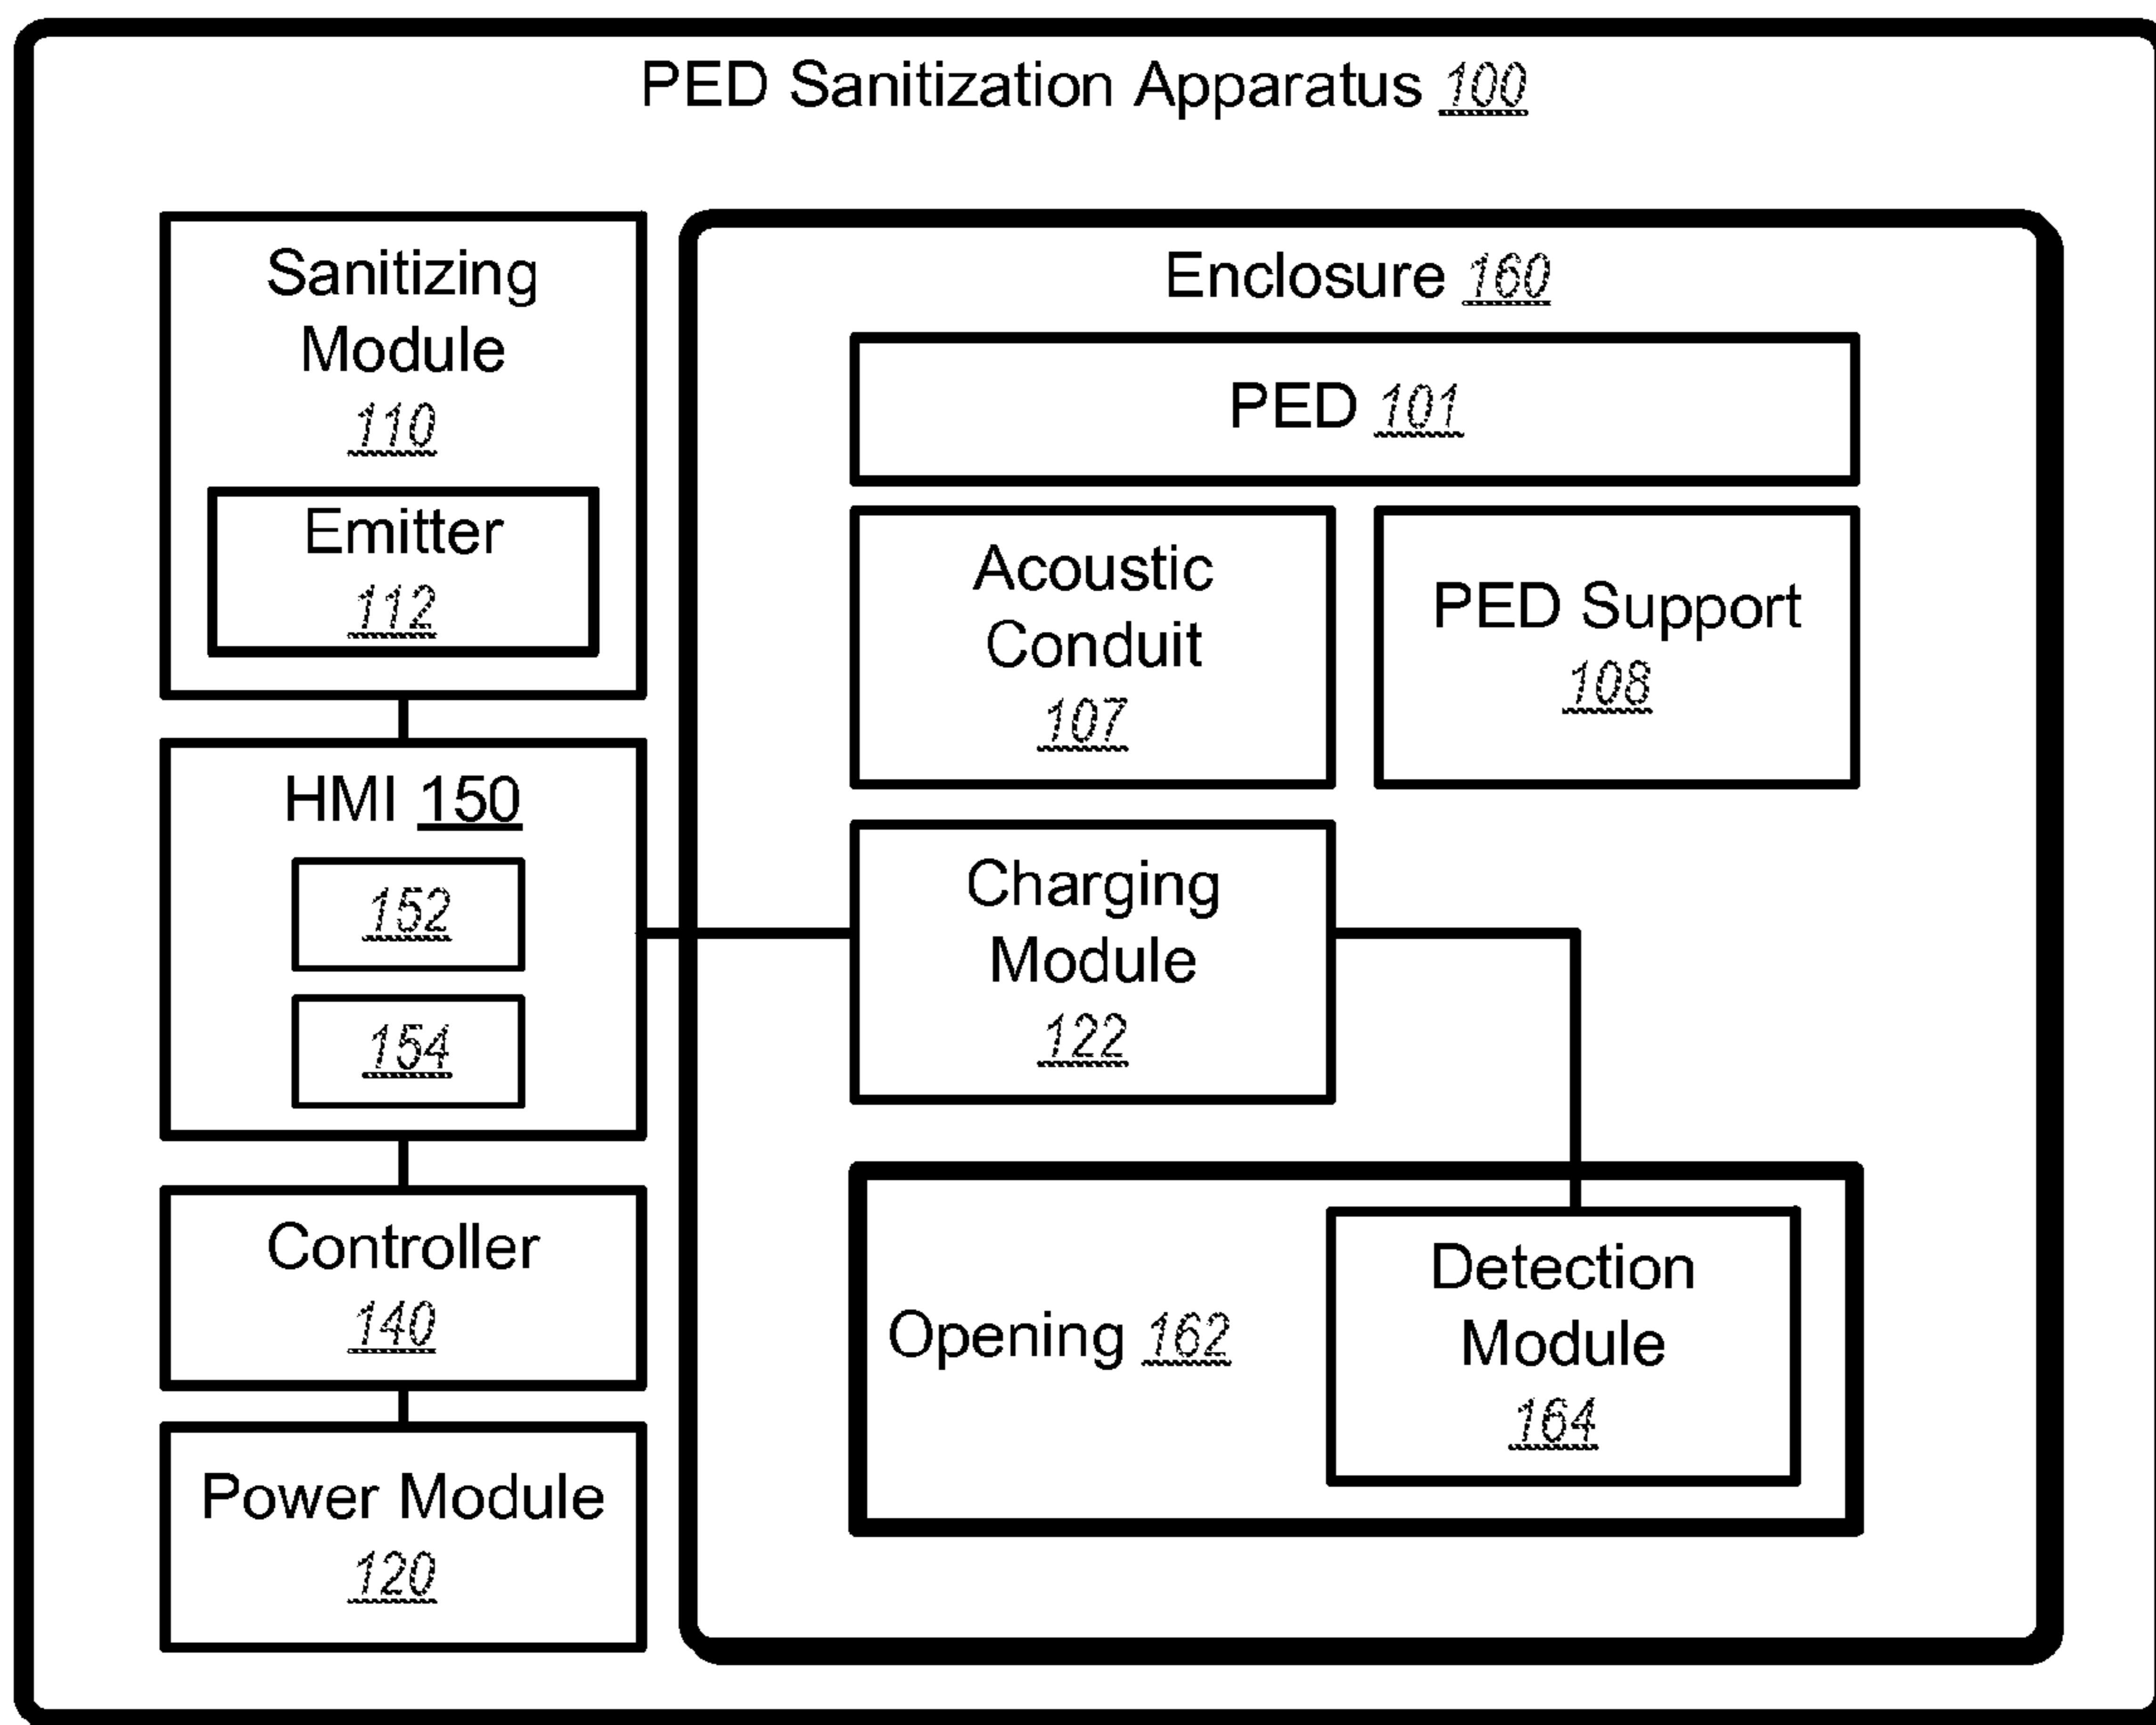 PED Sanitization Apparatus 100
Sanitizing
Module
110
Emitter
112
HMI 150
152
154
Controller
140
Power Module
120
Enclosure 160
PED 101
Acoustic
Conduit
107
PED Support
108
Charging
Module
122
Opening 162
Detection
Module
164